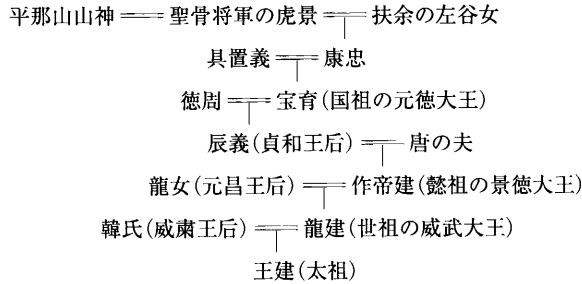 平那山山神 聖骨将軍の虎景 扶余の左谷女
具置義 康忠
徳周 宝育(国祖の元徳大王)
辰義(貞和王后) 唐の夫
龍女(元昌王后) 作帝建(懿祖の景徳大王)
韓氏(威粛王后) 龍建(世祖の威武大王)
王建(太祖)